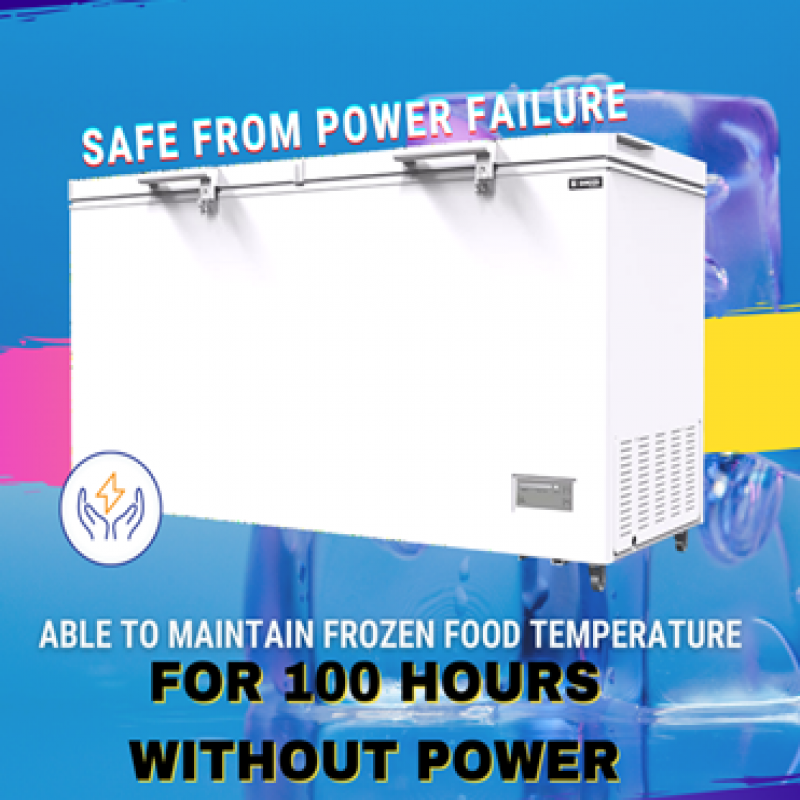 SAFE FROM POWER FAILURE
ABLE TO MAINTAIN FROZEN FOOD TEMPERATURE
FOR 100 HOURS
WITHOUT POWER